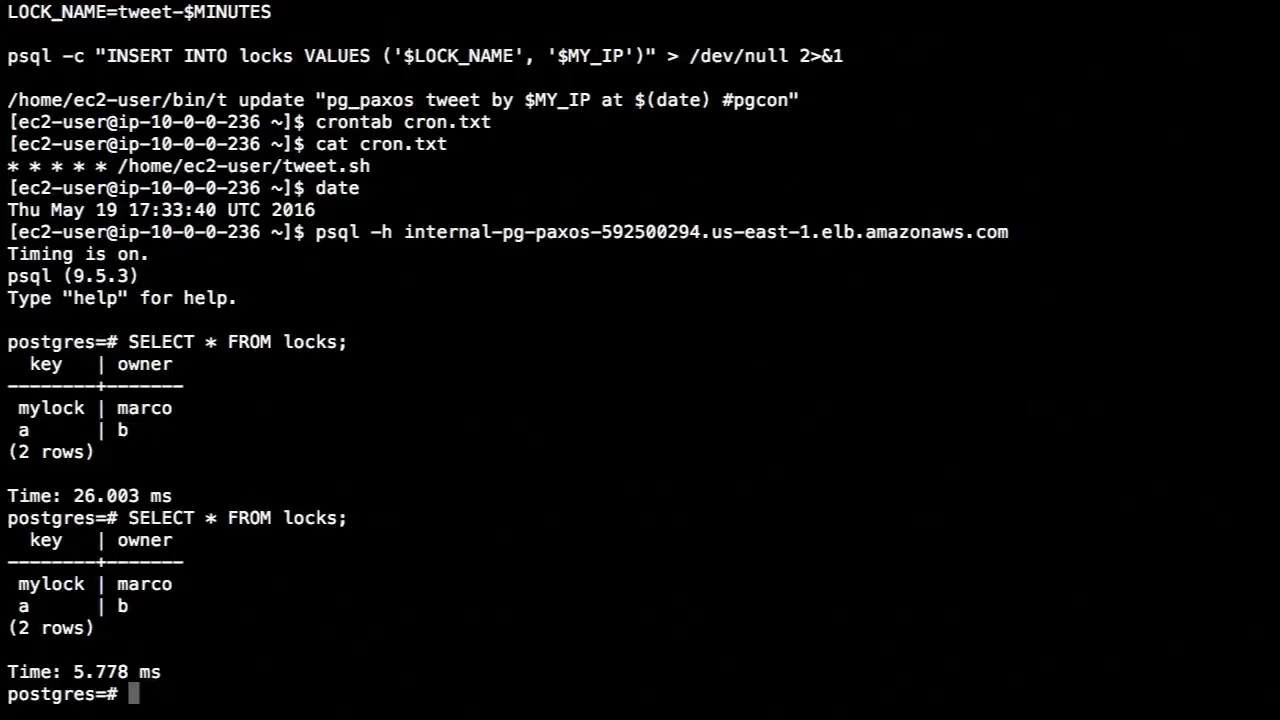 LOCK_NAME=tweet-$MINUTES
psql -c "INSERT INTO locks VALUES ('$LOCK_NAME', '$MY_IP')" > /dev/null 2>&1
/home/ec2-user/bin/t update "pg_paxos tweet by $MY_IP at $(date) #pgcon"
[ec2-user@ip-10-0-0-236 ~]$ crontab cron.txt
[ec2-user@ip-10-0-0-236 ~]$ cat cron.txt
* * * * * /home/ec2-user/tweet.sh
[ec2-user@ip-10-0-0-236 ~]$ date
Thu May 19 17:33:40 UTC 2016
[ec2-user@ip-10-0-0-236 ~]$ psql -h internal-pg-paxos-592500294.us-east-1.elb.amazonaws.com
Timing is on.
psql (9.5.3)
Type "help" for help.
postgres=# SELECT * FROM locks;
key | owner
--------+-------
mylock | marco
a | b
(2 rows)
Time: 26.003 ms
postgres=# SELECT * FROM locks;
key | owner
--------+-------
mylock | marco
a | b
(2 rows)
Time: 5.778 ms
postgres=#